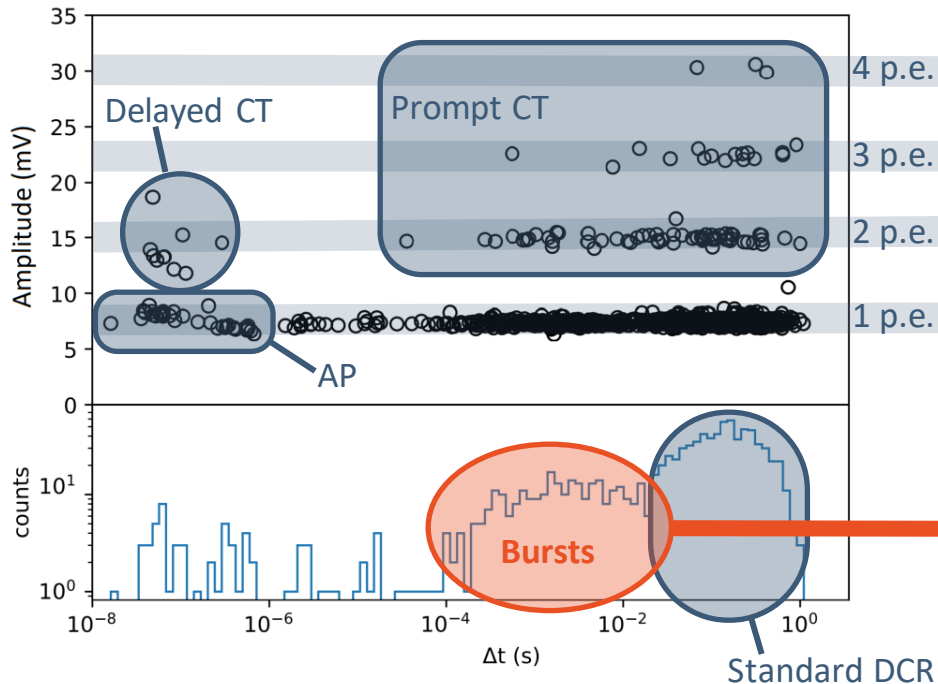 35
30
25
20
15
10
5
0
Amplitude (mV)
Delayed CT
Prompt CT
4 p.e.
3 p.e.
2 p.e.
1 p.e.
AP
counts
10¹
10⁰
Bursts
10⁻⁸
10⁻⁶
10⁻⁴
10⁻²
10⁰
Δt (s)
Standard DCR